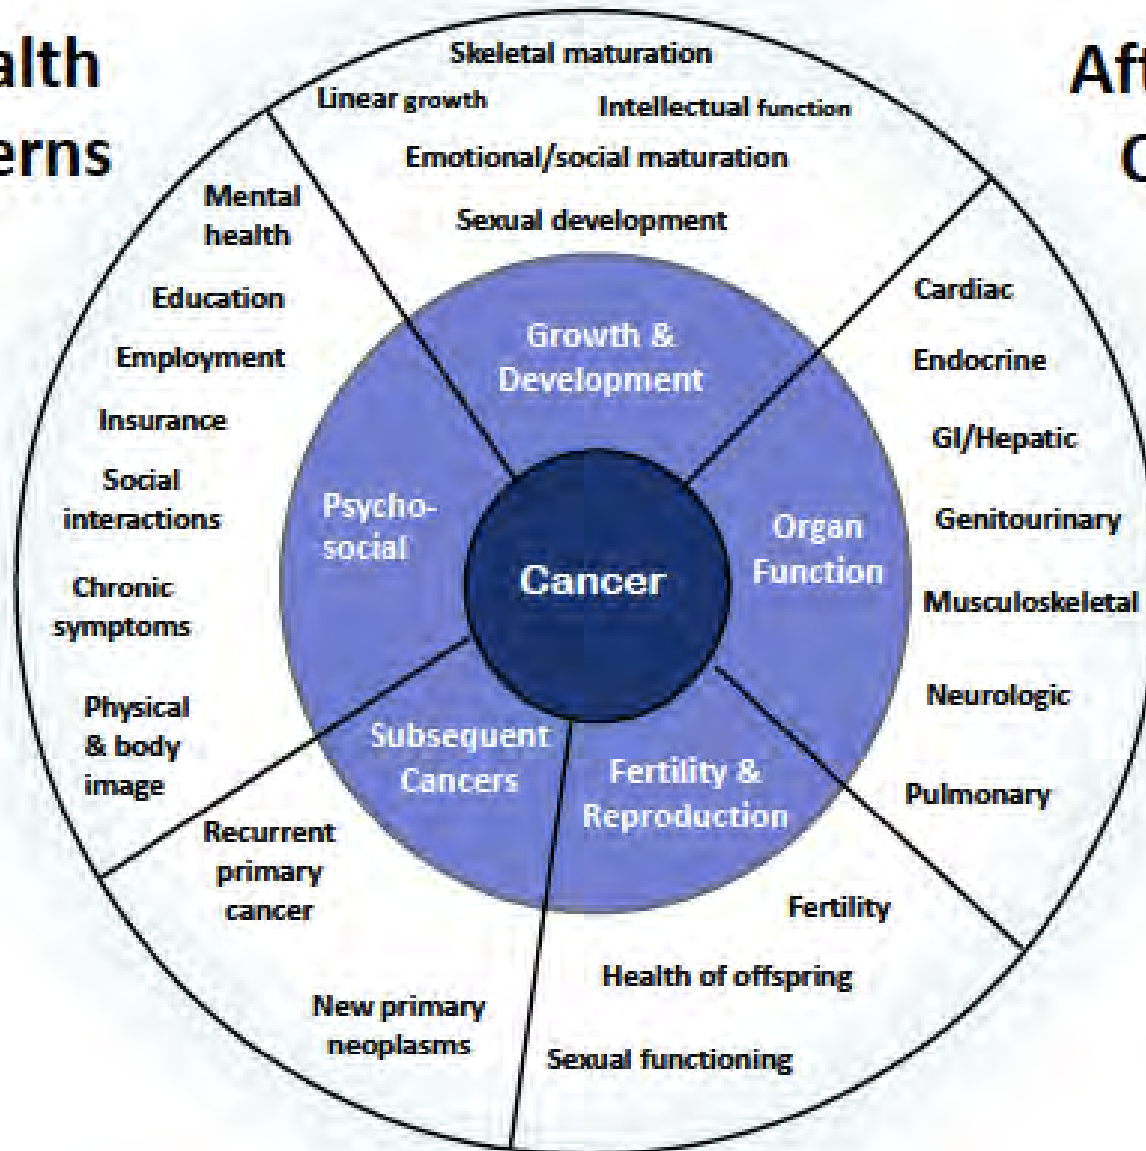 alth
erns
Aft
C
Skeletal maturation
Linear growth
Intellectual function
Emotional/social maturation
Sexual development
Mental
health
Education
Employment
Insurance
Social
interactions
Chronic
symptoms
Physical
& body
image
Growth &
Development
Psycho-
social
Cancer
Organ
Function
Subsequent
Cancers
Fertility &
Reproduction
Cardiac
Endocrine
GI/Hepatic
Genitourinary
Musculoskeletal
Neurologic
Pulmonary
Recurrent
primary
cancer
New primary
neoplasms
Fertility
Health of offspring
Sexual functioning